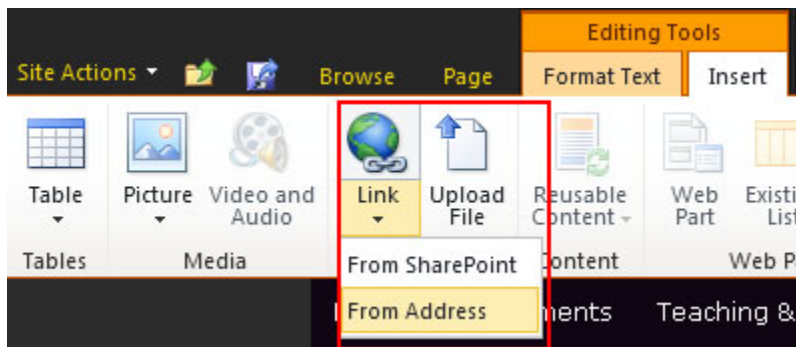 Editing Tools
Site Actions Browse Page Format Text Insert
Table Picture Video and Audio Link Upload File Reusable Content Web Part
Tables Media Content Web
From SharePoint
From Address
Teaching &